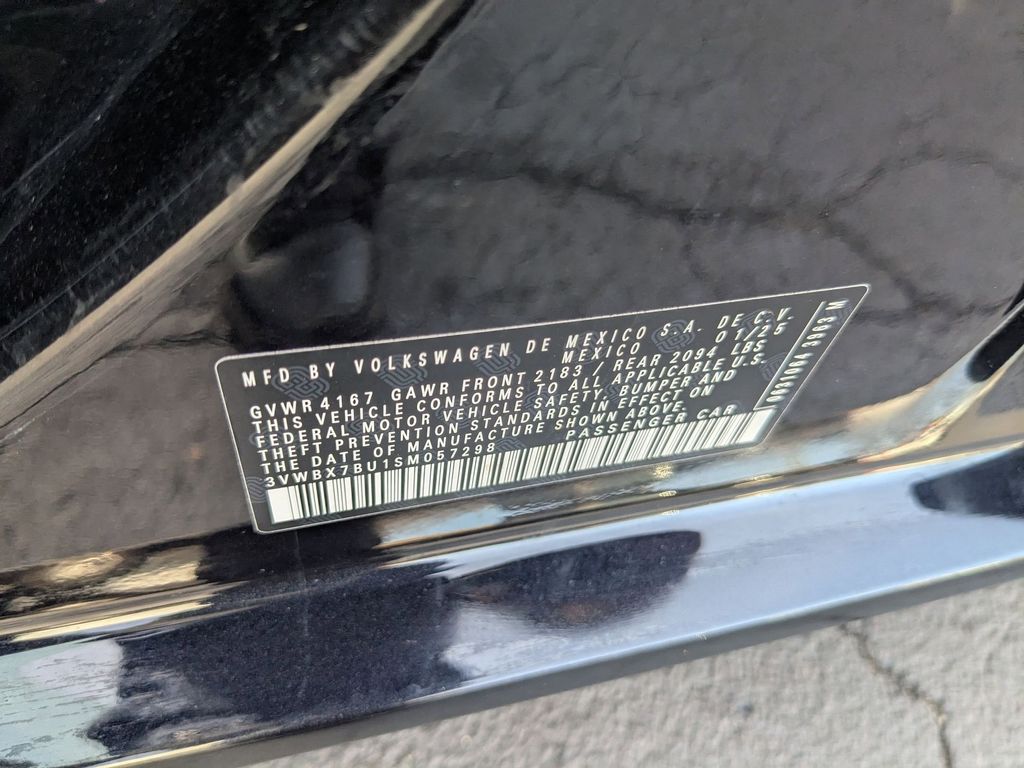 MFD BY VOLKSWAGEN DE MEXICO S.A. DE C.V.
MEXICO 01/25
GVWR 4167 GAWR FRONT 2183 / REAR 2094 LBS
THIS VEHICLE CONFORMS TO ALL APPLICABLE U.S.
FEDERAL MOTOR VEHICLE SAFETY, BUMPER AND
THEFT PREVENTION STANDARDS IN EFFECT ON
THE DATE OF MANUFACTURE SHOWN ABOVE.
3VWBX7BU1SM057298 PASSENGER CAR